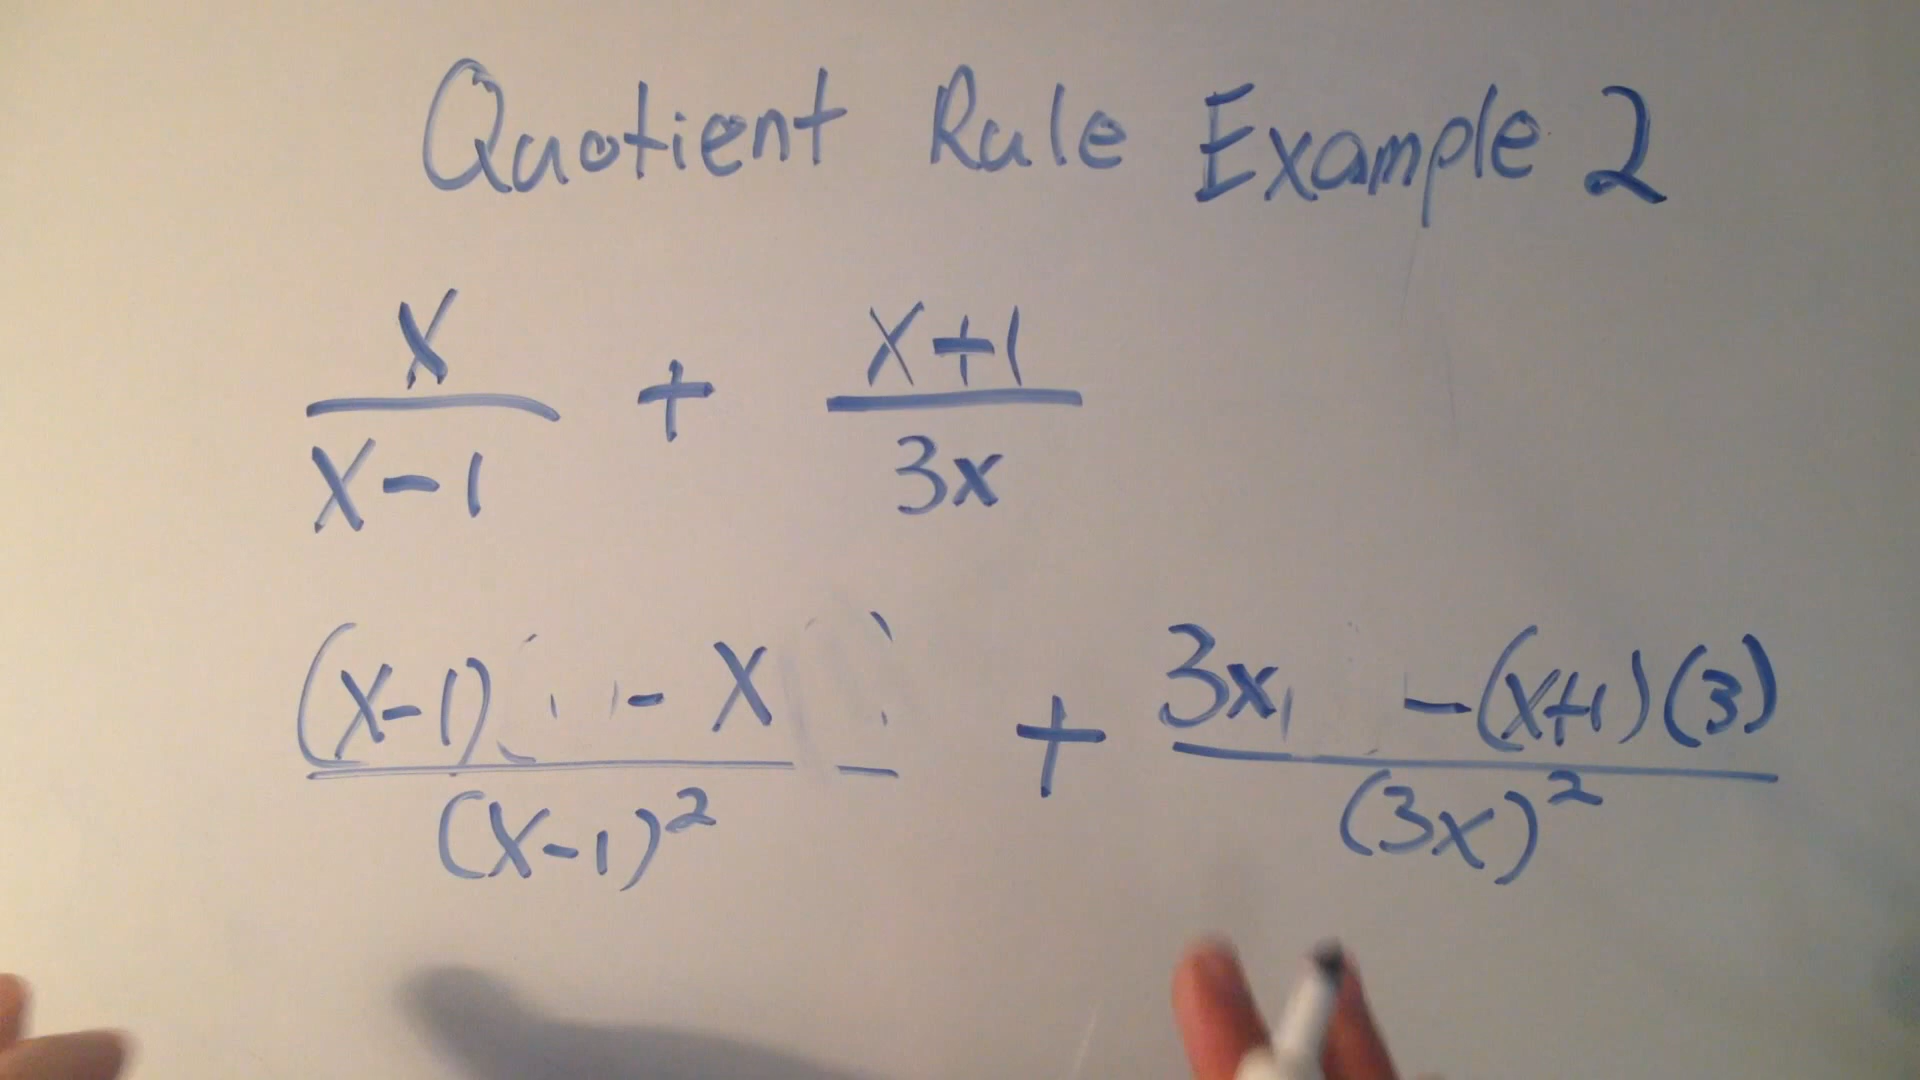 Quotient Rule Example 2
x/(x-1) + (x+1)/3x
((x-1) - x)/(x-1)² + (3x - (x+1)(3))/(3x)²